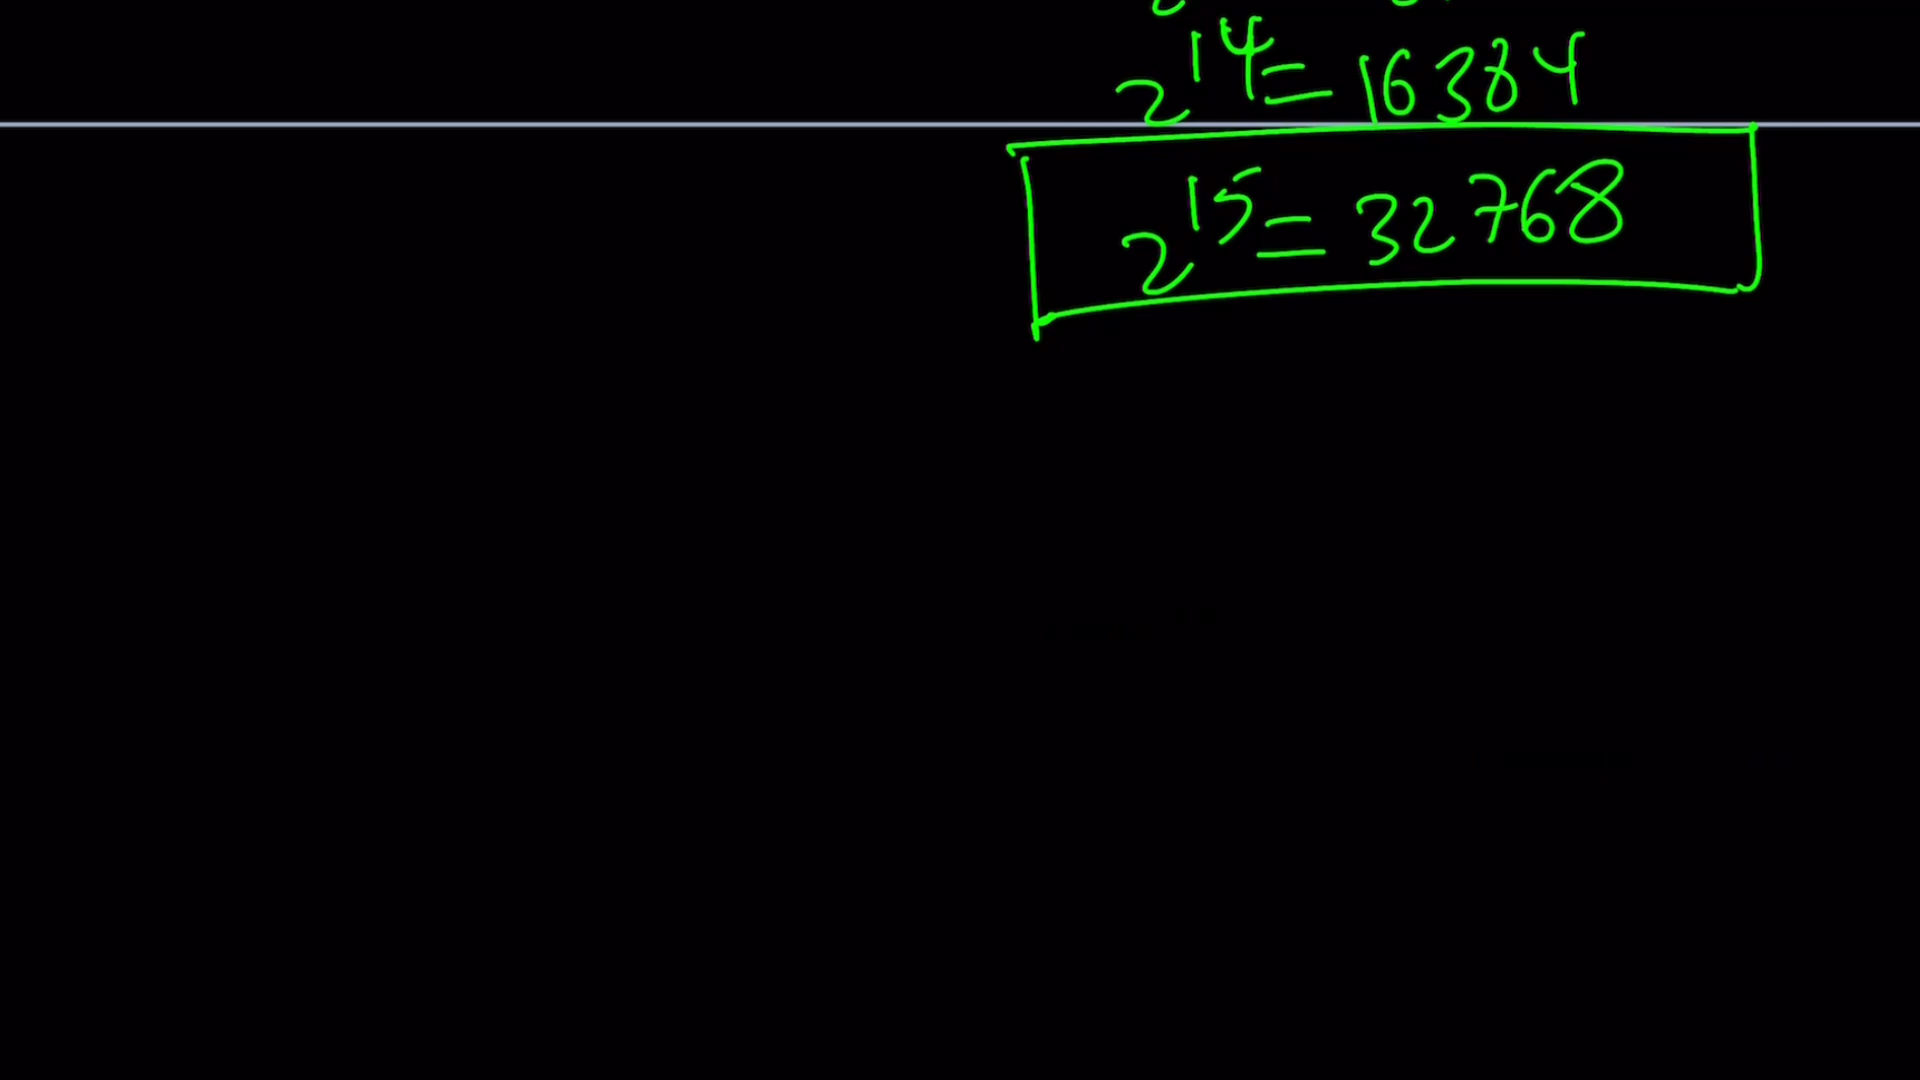 2^14 = 16384
2^15 = 32768